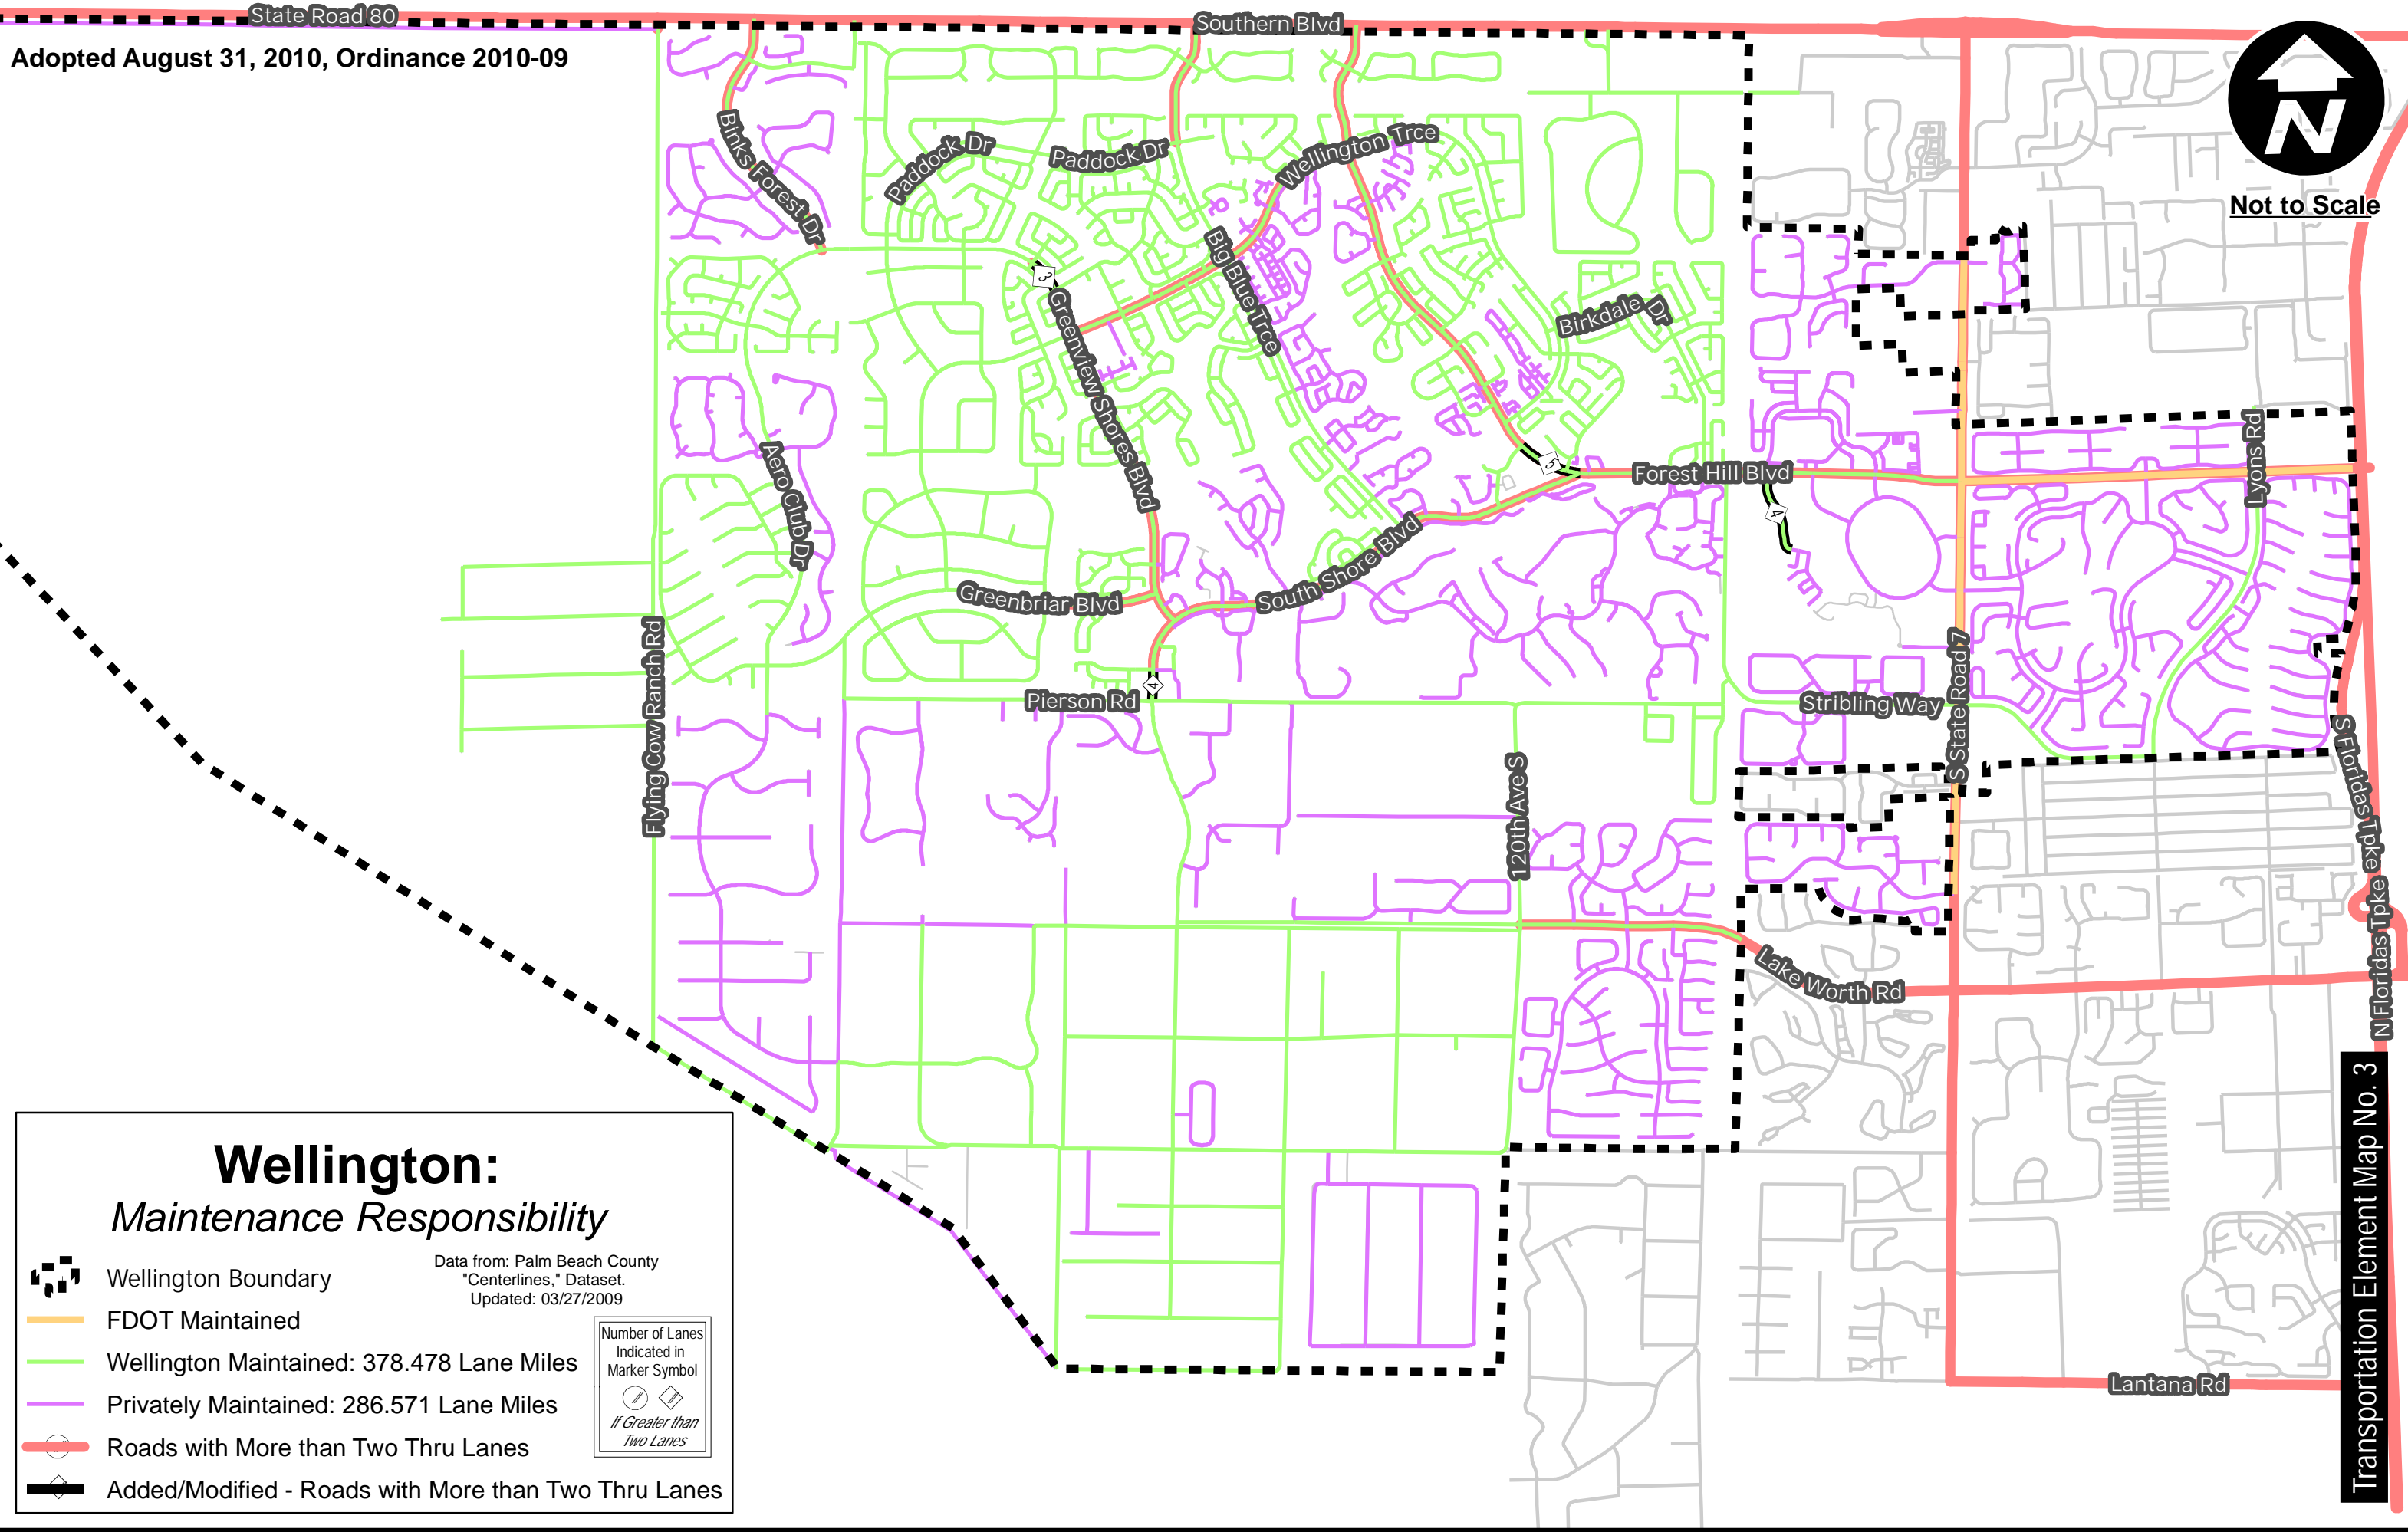 State Road 80
Southern Blvd
Adopted August 31, 2010, Ordinance 2010-09
N
Not to Scale
Binks Forest Dr
Paddock Dr
Paddock Dr
Wellington Trce
Big Blue Trce
3
Greenview Shores Blvd
Birkdale Dr
Aero Club Dr
5
Forest Hill Blvd
Lyons Rd
4
South Shore Blvd
Greenbriar Blvd
Flying Cow Ranch Rd
4
Pierson Rd
Stribling Way
S State Road 7
S Floridas Tpke
120th Ave S
N Floridas Tpke
Lake Worth Rd
Lantana Rd
Transportation Element Map No. 3
Wellington:
Maintenance Responsibility
Data from: Palm Beach County
"Centerlines," Dataset.
Updated: 03/27/2009
Wellington Boundary
FDOT Maintained
Wellington Maintained: 378.478 Lane Miles
Privately Maintained: 286.571 Lane Miles
Roads with More than Two Thru Lanes
Added/Modified - Roads with More than Two Thru Lanes
Number of Lanes
Indicated in
Marker Symbol
# #
If Greater than
Two Lanes